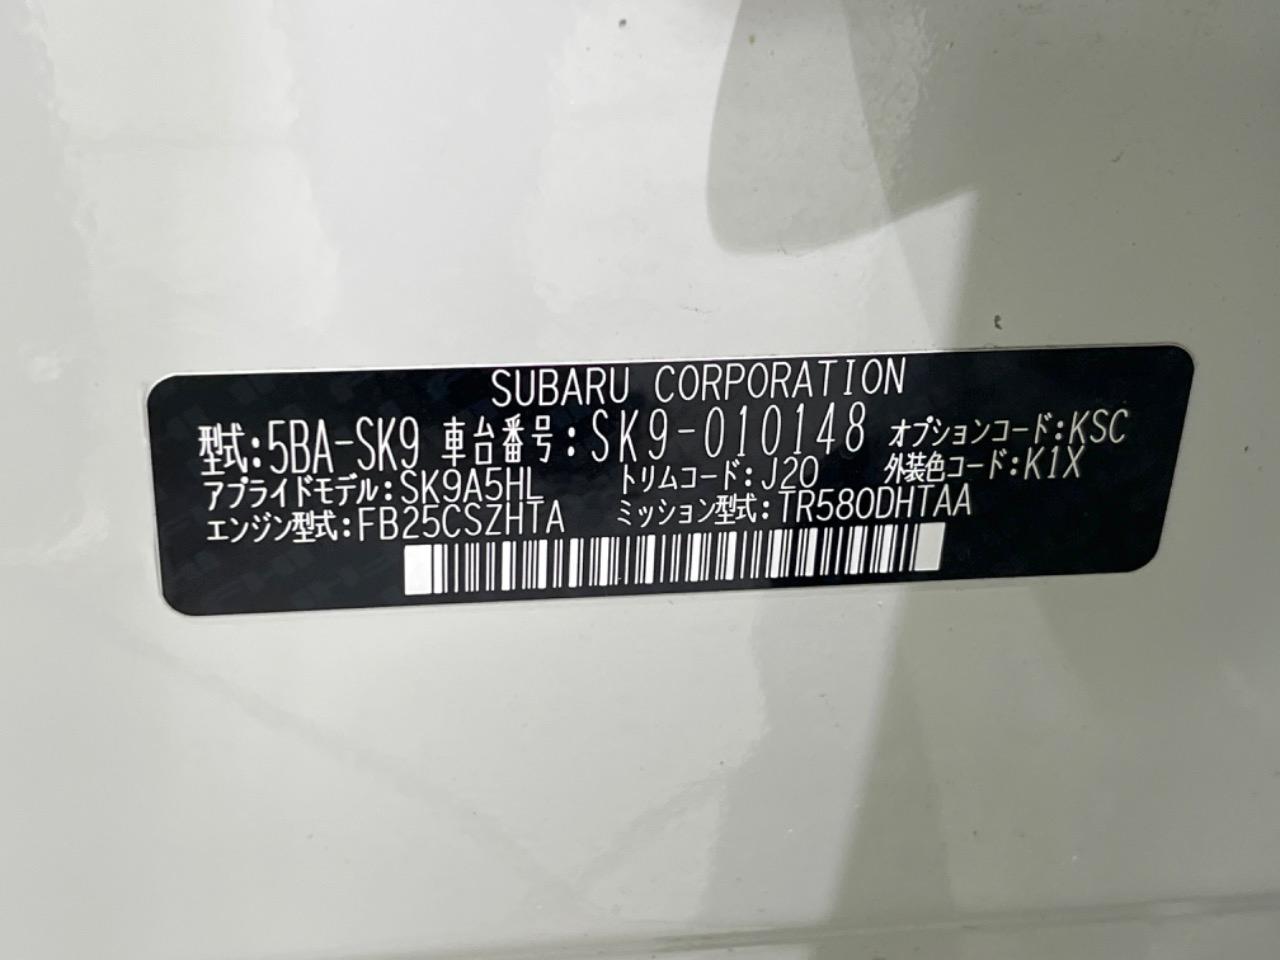 SUBARU CORPORATION
型式:5BA-SK9 車台番号:SK9-010148 オプションコード:KSC
アプライドモデル:SK9A5HL トリムコード:J20 外装色コード:K1X
エンジン型式:FB25CSZHTA ミッション型式:TR580DHTAA